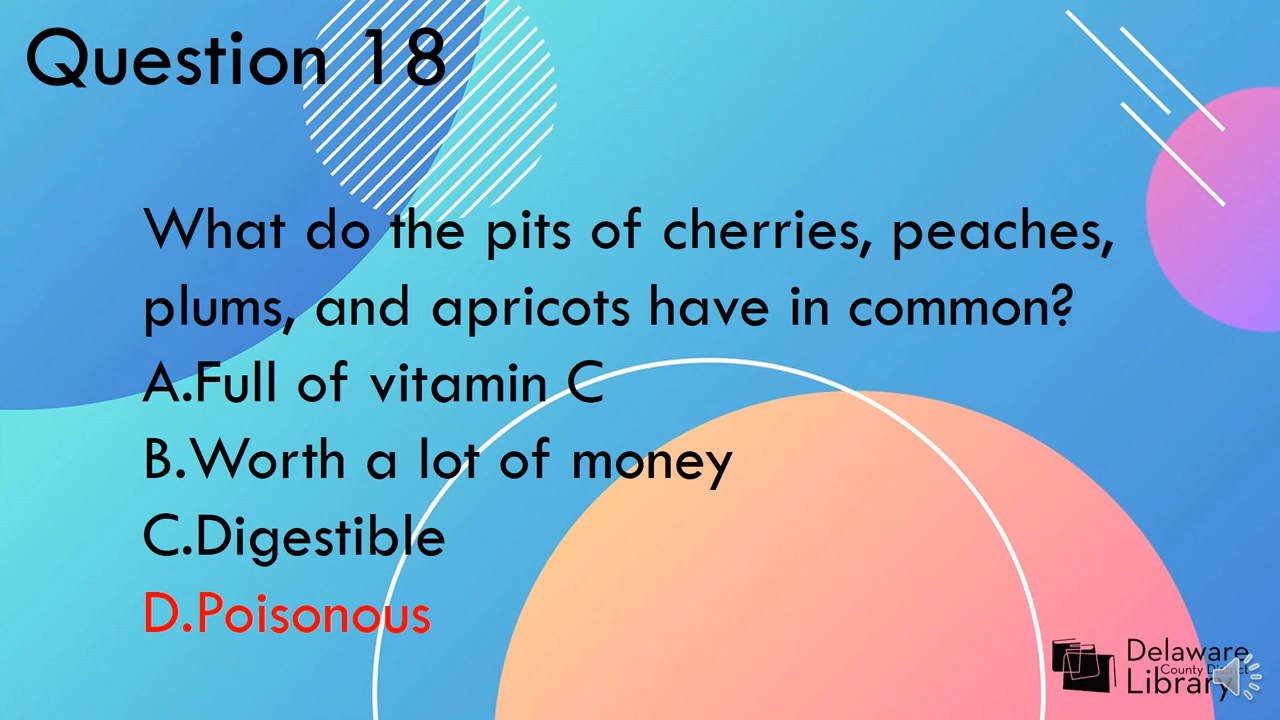 Question 18
What do the pits of cherries, peaches,
plums, and apricots have in common?
A.Full of vitamin C
B.Worth a lot of money
C.Digestible
D.Poisonous
Delaware
County District
Library